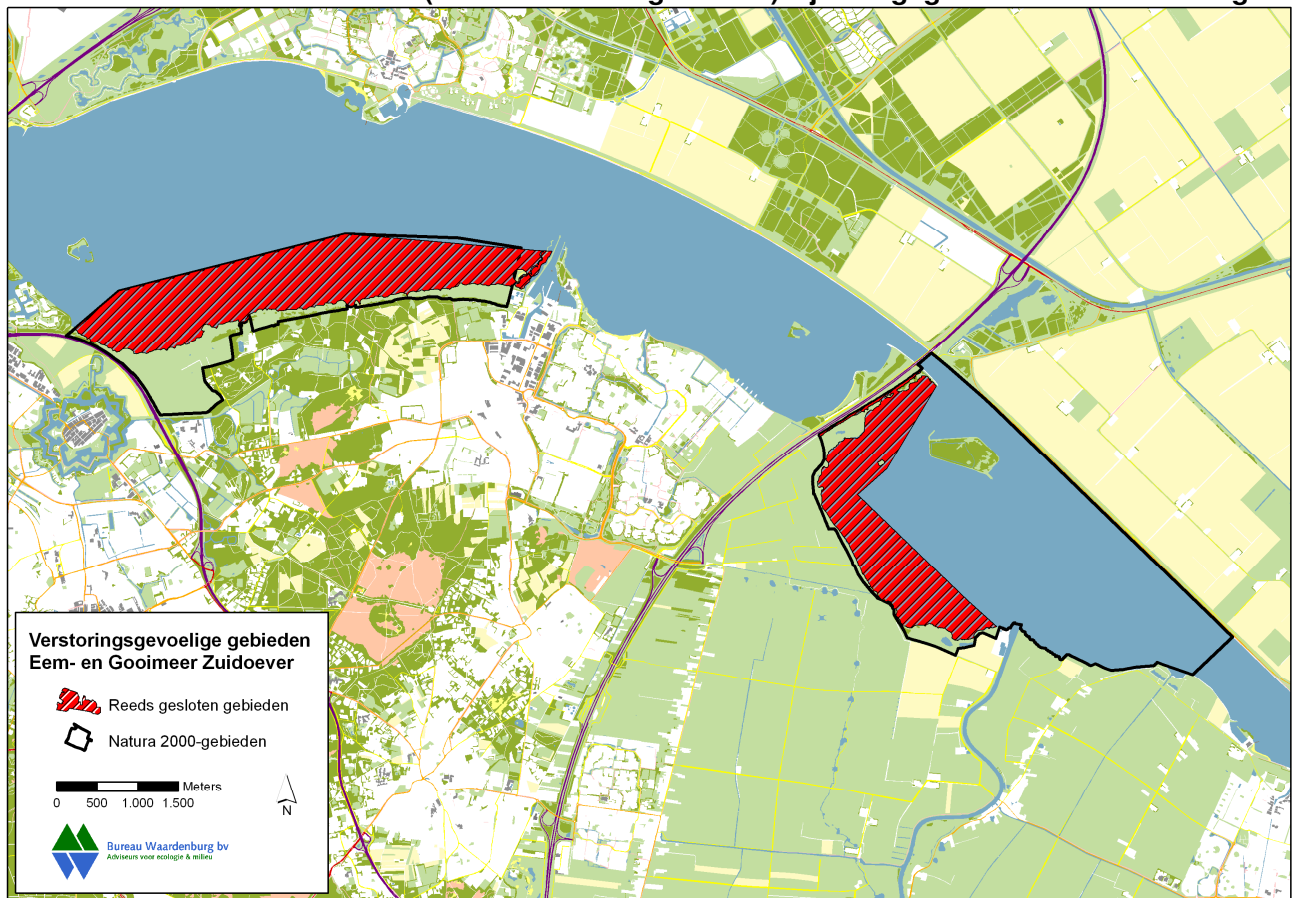 Verstoringsgevoelige gebieden
Eem- en Gooimeer Zuidoever
Reeds gesloten gebieden
Natura 2000-gebieden
Meters
0 500 1.000 1.500
N
Bureau Waardenburg bv
Adviseurs voor ecologie & milieu